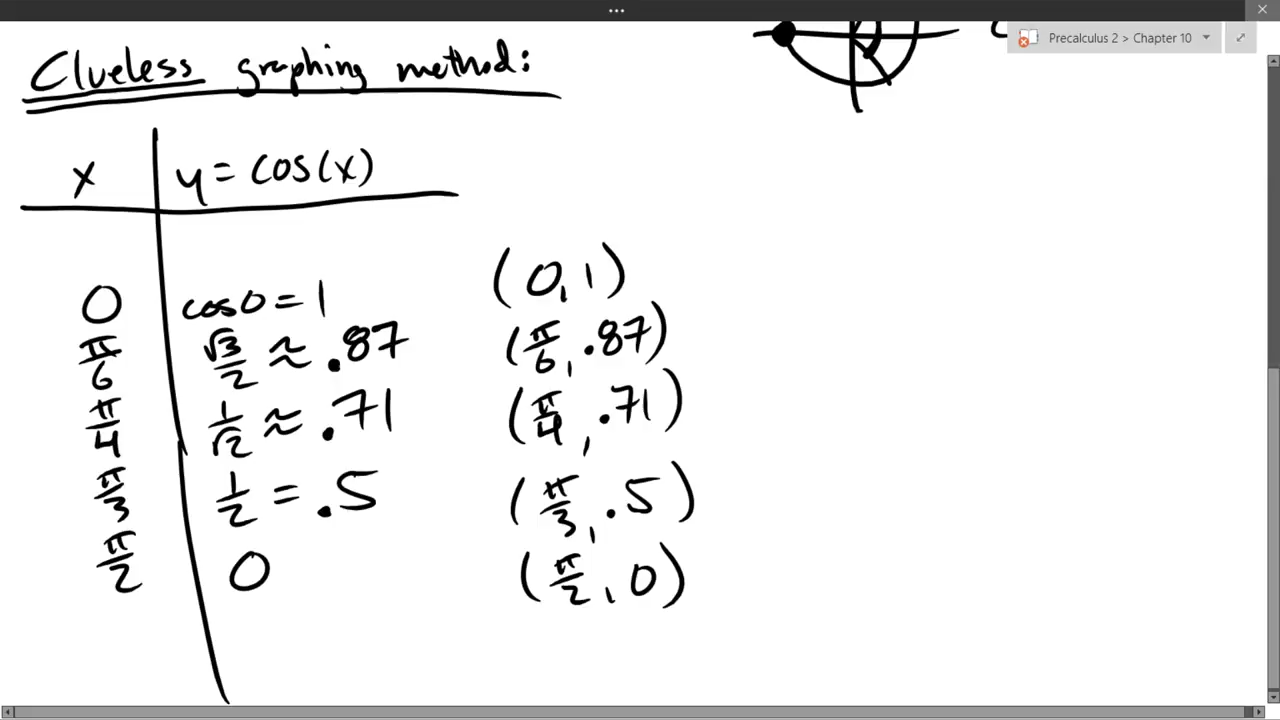 Precalculus 2 > Chapter 10
Clueless graphing method:
x y = cos(x)
0 cos0 = 1 (0, 1)
π/6 √3/2 ≈ .87 (π/6, .87)
π/4 1/√2 ≈ .71 (π/4, .71)
π/3 1/2 = .5 (π/3, .5)
π/2 0 (π/2, 0)